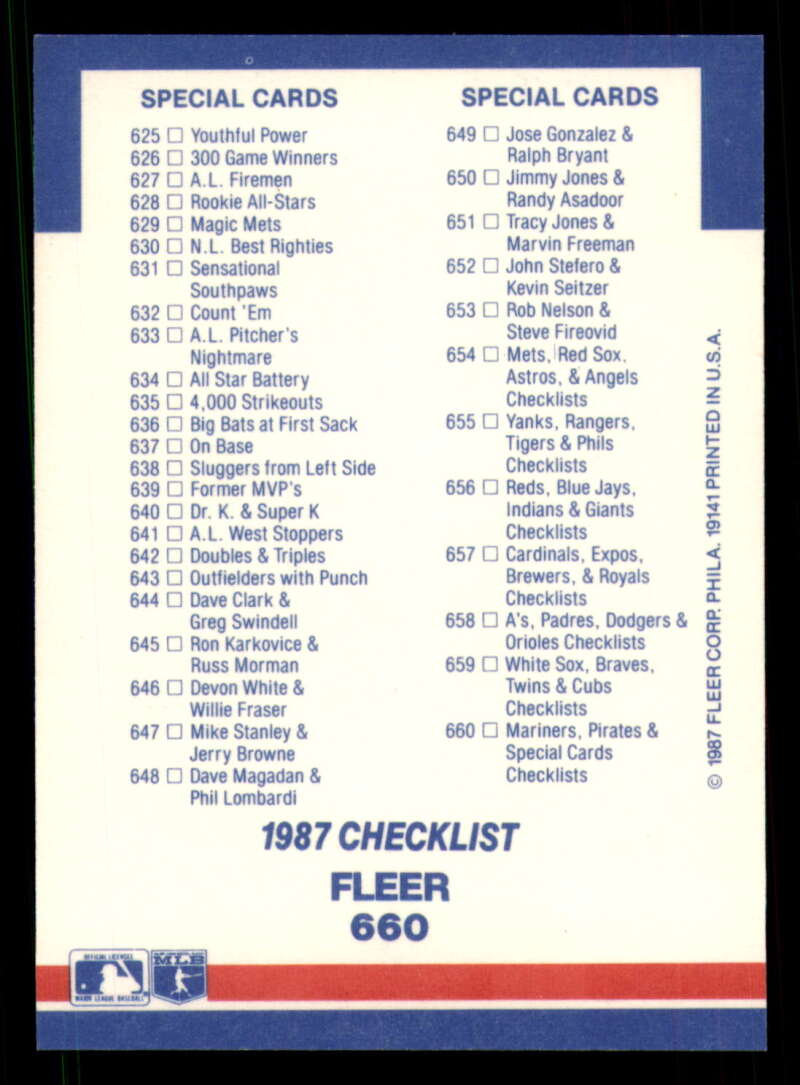 SPECIAL CARDS
625 □ Youthful Power
626 □ 300 Game Winners
627 □ A.L. Firemen
628 □ Rookie All-Stars
629 □ Magic Mets
630 □ N.L. Best Righties
631 □ Sensational
Southpaws
632 □ Count 'Em
633 □ A.L. Pitcher's
Nightmare
634 □ All Star Battery
635 □ 4,000 Strikeouts
636 □ Big Bats at First Sack
637 □ On Base
638 □ Sluggers from Left Side
639 □ Former MVP's
640 □ Dr. K. & Super K
641 □ A.L. West Stoppers
642 □ Doubles & Triples
643 □ Outfielders with Punch
644 □ Dave Clark &
Greg Swindell
645 □ Ron Karkovice &
Russ Morman
646 □ Devon White &
Willie Fraser
647 □ Mike Stanley &
Jerry Browne
648 □ Dave Magadan &
Phil Lombardi
SPECIAL CARDS
649 □ Jose Gonzalez &
Ralph Bryant
650 □ Jimmy Jones &
Randy Asadoor
651 □ Tracy Jones &
Marvin Freeman
652 □ John Stefero &
Kevin Seitzer
653 □ Rob Nelson &
Steve Fireovid
654 □ Mets, Red Sox,
Astros, & Angels
Checklists
655 □ Yanks, Rangers,
Tigers & Phils
Checklists
656 □ Reds, Blue Jays,
Indians & Giants
Checklists
657 □ Cardinals, Expos,
Brewers, & Royals
Checklists
658 □ A's, Padres, Dodgers &
Orioles Checklists
659 □ White Sox, Braves,
Twins & Cubs
Checklists
660 □ Mariners, Pirates &
Special Cards
Checklists
© 1987 FLEER CORP. PHILA. 19141 PRINTED IN U.S.A.
1987 CHECKLIST
FLEER
660
OFFICIAL LICENSEE
MAJOR LEAGUE BASEBALL
MLB